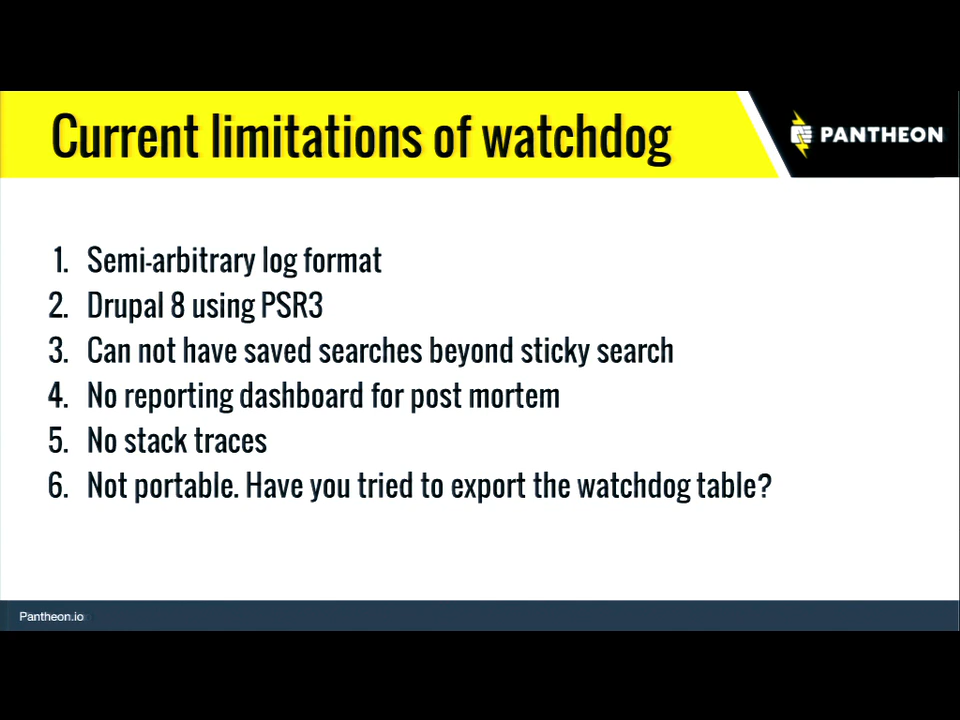 Current limitations of watchdog
PANTHEON
1. Semi-arbitrary log format
2. Drupal 8 using PSR3
3. Can not have saved searches beyond sticky search
4. No reporting dashboard for post mortem
5. No stack traces
6. Not portable. Have you tried to export the watchdog table?
Pantheon.io